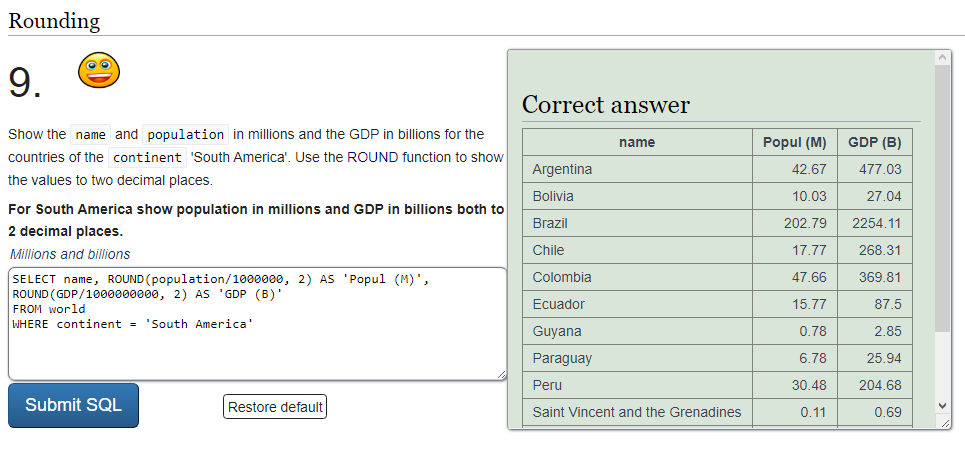 Rounding
9.
Show the name and population in millions and the GDP in billions for the
countries of the continent 'South America'. Use the ROUND function to show
the values to two decimal places.
For South America show population in millions and GDP in billions both to
2 decimal places.
Millions and billions
SELECT name, ROUND(population/1000000, 2) AS 'Popul (M)',
ROUND(GDP/1000000000, 2) AS 'GDP (B)'
FROM world
WHERE continent = 'South America'
Submit SQL
Restore default
Correct answer
name Popul (M) GDP (B)
Argentina 42.67 477.03
Bolivia 10.03 27.04
Brazil 202.79 2254.11
Chile 17.77 268.31
Colombia 47.66 369.81
Ecuador 15.77 87.5
Guyana 0.78 2.85
Paraguay 6.78 25.94
Peru 30.48 204.68
Saint Vincent and the Grenadines 0.11 0.69